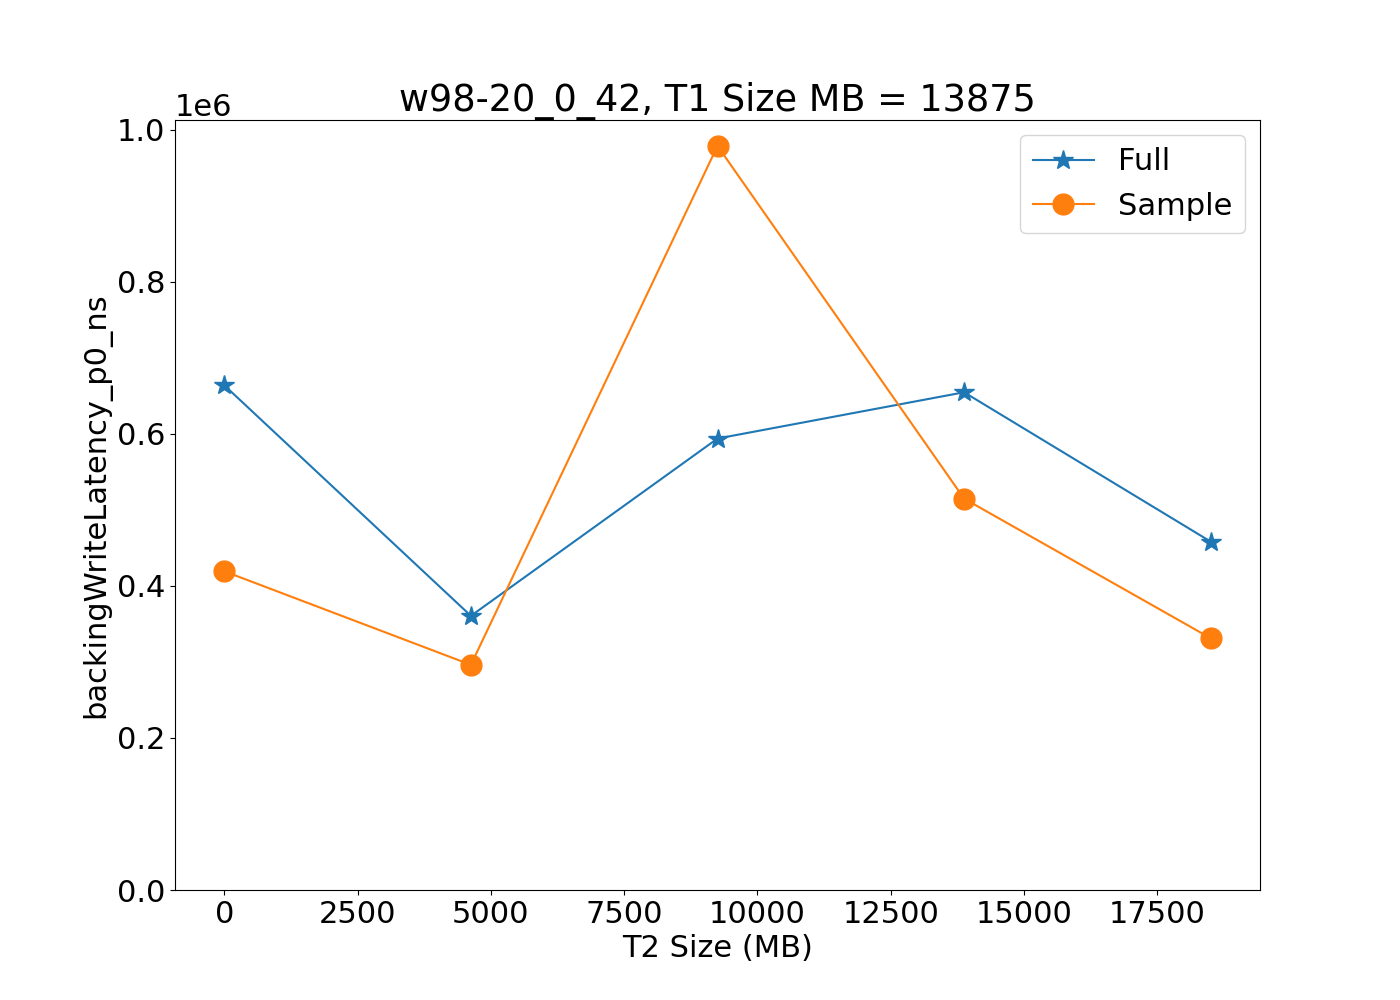 w98-20_0_42, T1 Size MB = 13875
1e6
1.0
0.8
0.6
0.4
0.2
0.0
backingWriteLatency_p0_ns
Full
Sample
0 2500 5000 7500 10000 12500 15000 17500
T2 Size (MB)